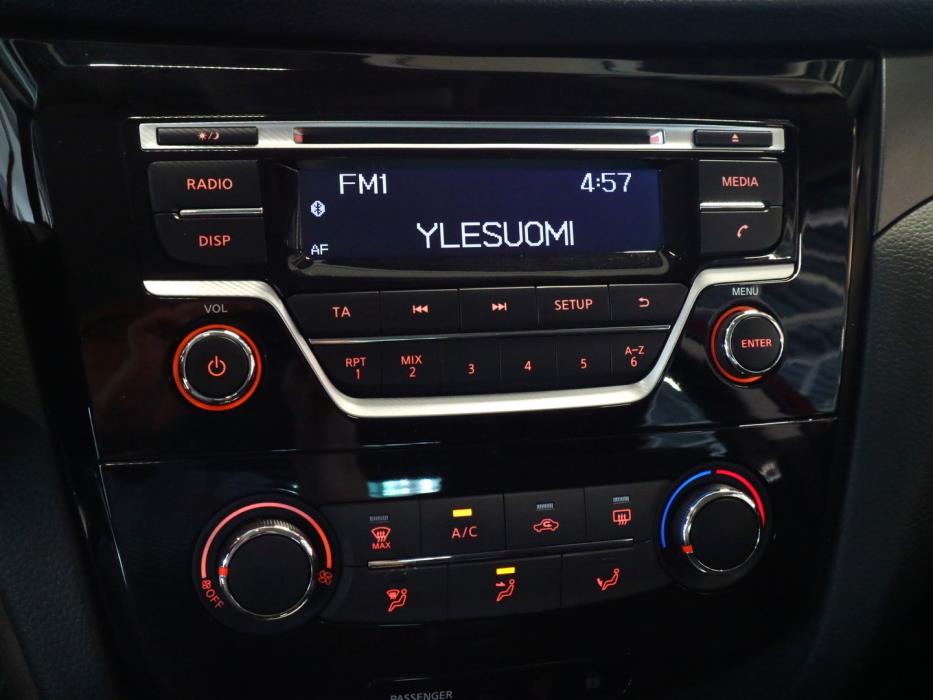 RADIO
DISP
FM1 4:57
AF
YLESUOMI
MEDIA
VOL
TA
SETUP
MENU
ENTER
RPT MIX A-Z
1 2 3 4 5 6
MAX
A/C
OFF
PASSENGER